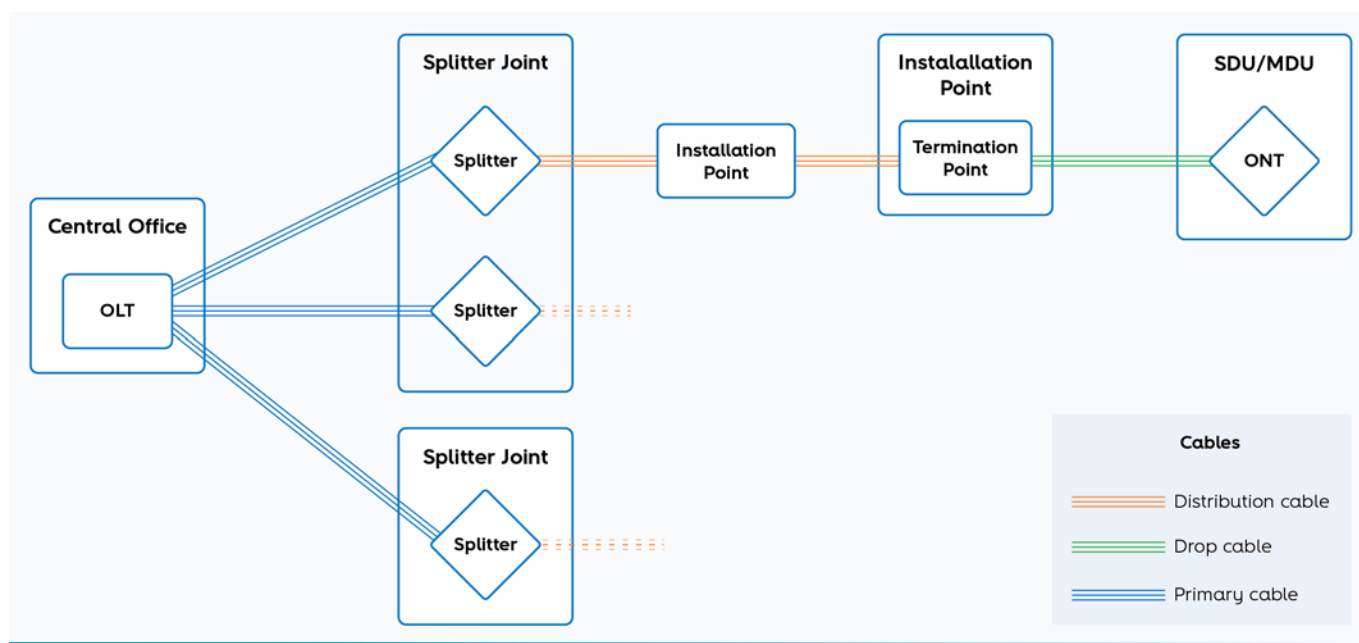 Splitter Joint
Splitter
Splitter
Central Office
OLT
Splitter Joint
Splitter
Installation
Point
Instalallation
Point
Termination
Point
SDU/MDU
ONT
Cables
Distribution cable
Drop cable
Primary cable